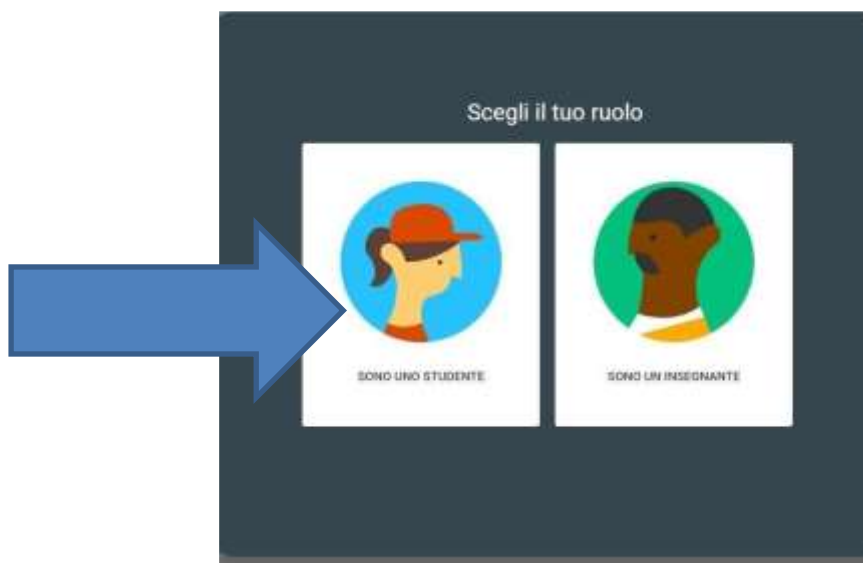 Scegli il tuo ruolo
SONO UNO STUDENTE
SONO UN INSEGNANTE